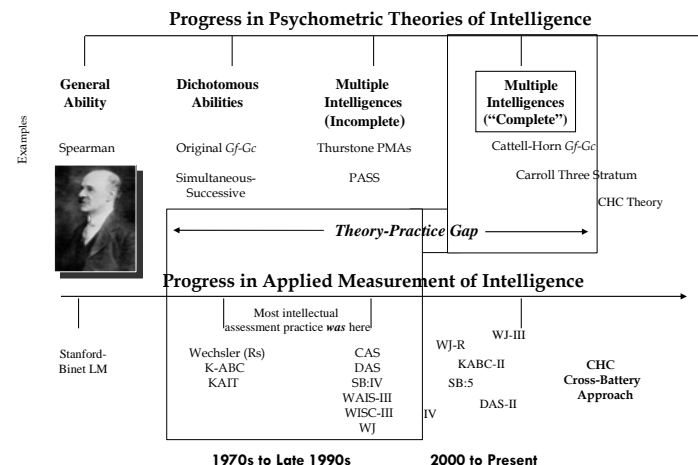 Progress in Psychometric Theories of Intelligence
Examples
General
Ability
Spearman
Dichotomous
Abilities
Original Gf-Gc
Simultaneous-
Successive
Multiple
Intelligences
(Incomplete)
Thurstone PMAs
PASS
Multiple
Intelligences
(“Complete”)
Cattell-Horn Gf-Gc
Carroll Three Stratum
CHC Theory
Theory-Practice Gap
Progress in Applied Measurement of Intelligence
Most intellectual
assessment practice was here
Stanford-
Binet LM
Wechsler (Rs)
K-ABC
KAIT
CAS
DAS
SB:IV
WAIS-III
WISC-III
IV
WJ
WJ-III
WJ-R
KABC-II
SB:5
DAS-II
CHC
Cross-Battery
Approach
1970s to Late 1990s
2000 to Present